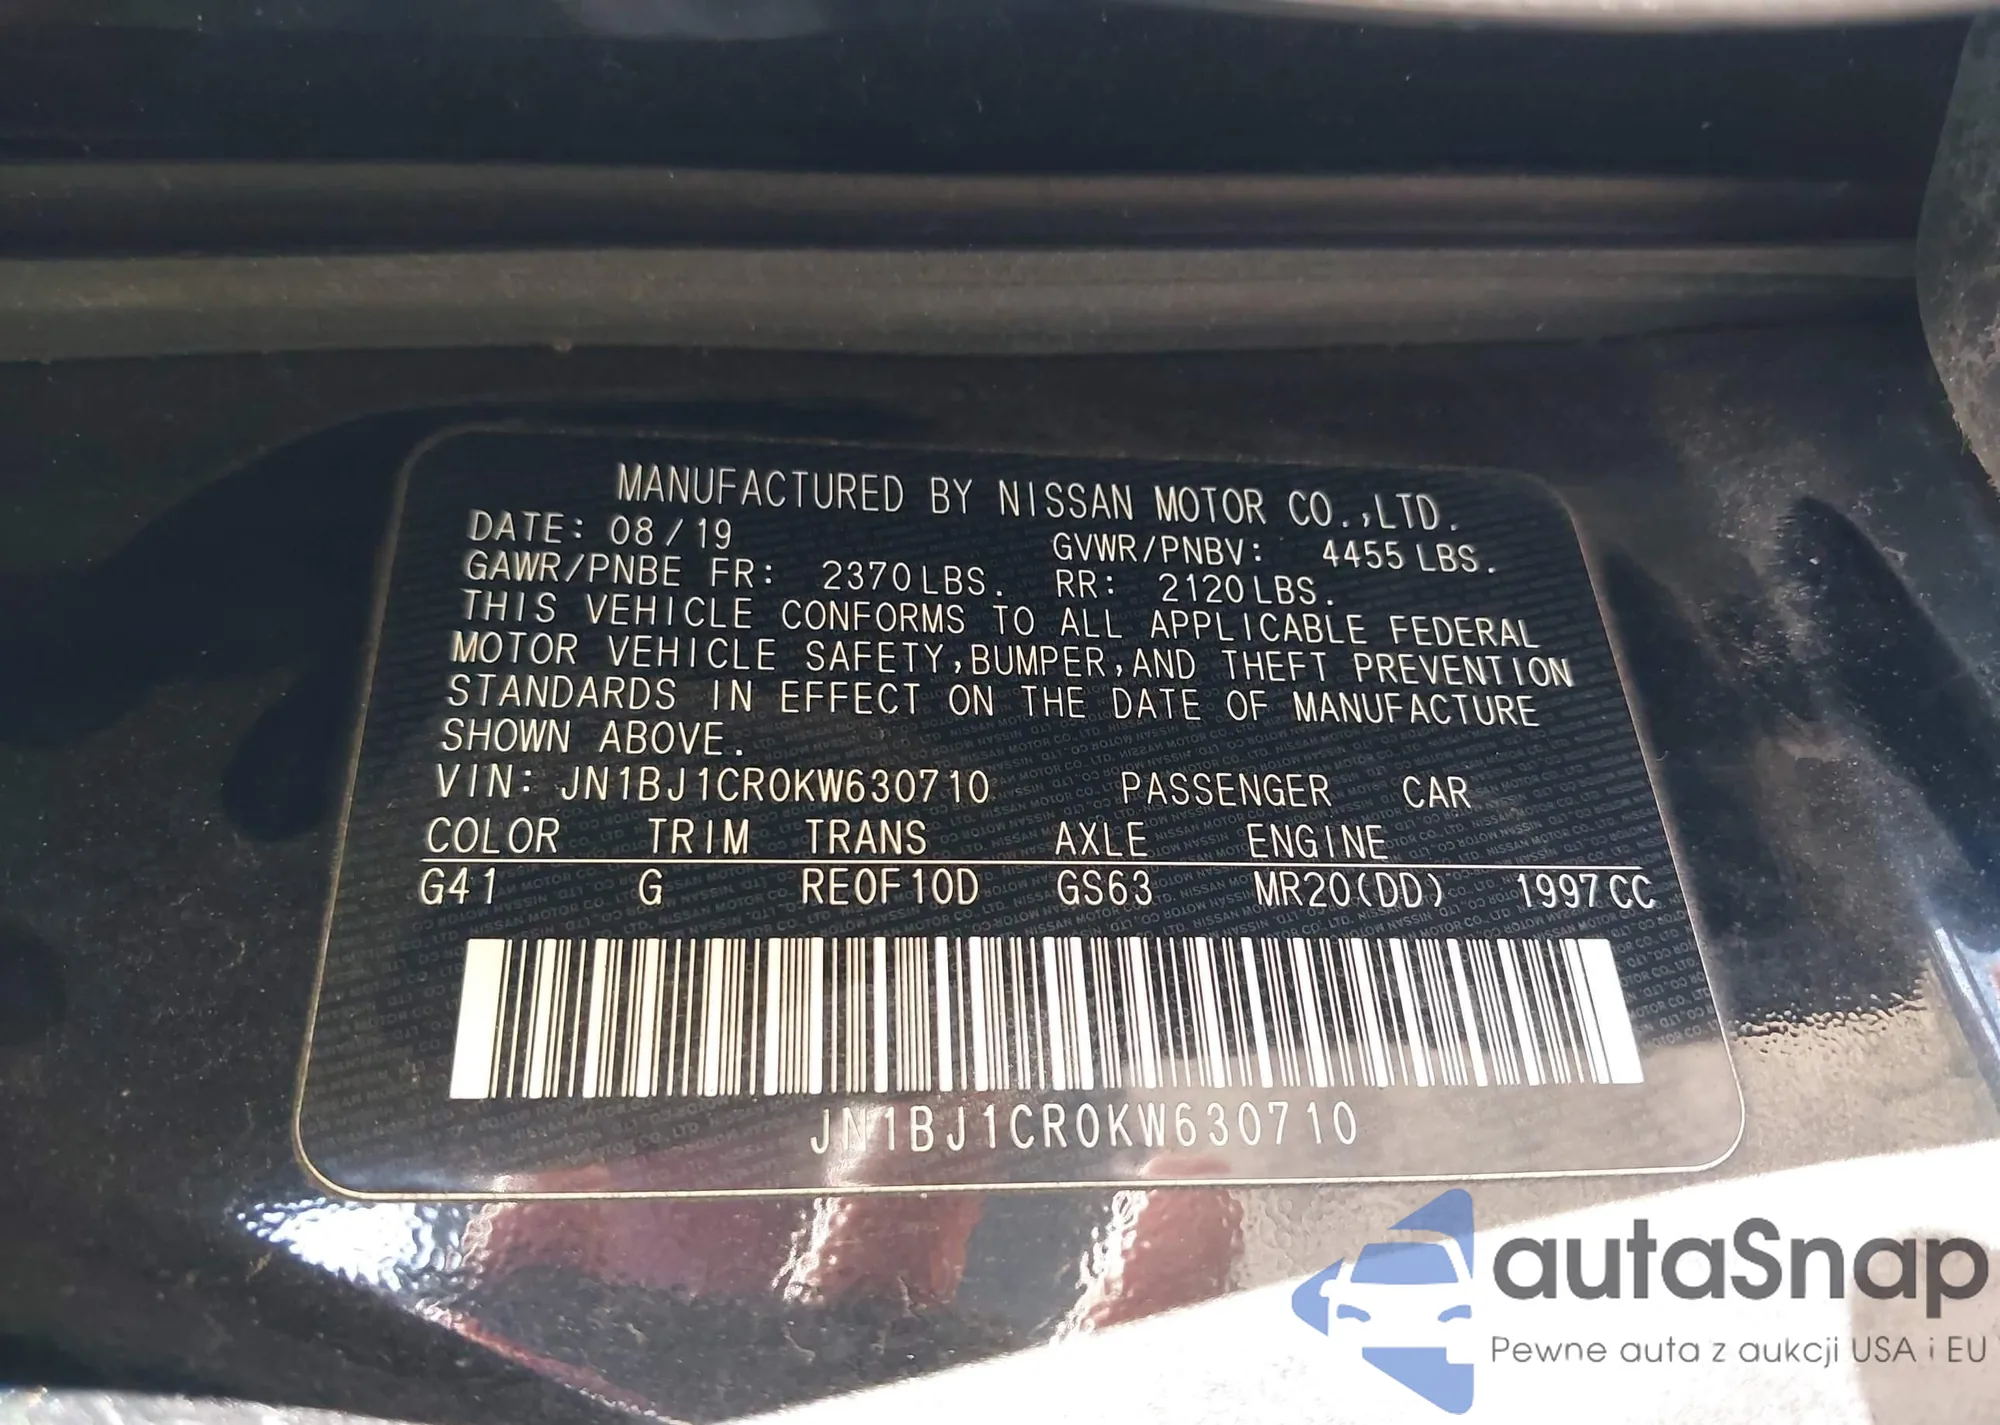 MANUFACTURED BY NISSAN MOTOR CO.,LTD.
DATE: 08/19 GVWR/PNBV: 4455 LBS.
GAWR/PNBE FR: 2370 LBS. RR: 2120 LBS.
THIS VEHICLE CONFORMS TO ALL APPLICABLE FEDERAL
MOTOR VEHICLE SAFETY,BUMPER,AND THEFT PREVENTION
STANDARDS IN EFFECT ON THE DATE OF MANUFACTURE
SHOWN ABOVE.
VIN: JN1BJ1CR0KW630710 PASSENGER CAR
COLOR TRIM TRANS AXLE ENGINE
G41 G RE0F10D GS63 MR20(DD) 1997 CC
JN1BJ1CR0KW630710
autaSnap
Pewne auta z aukcji USA i EU